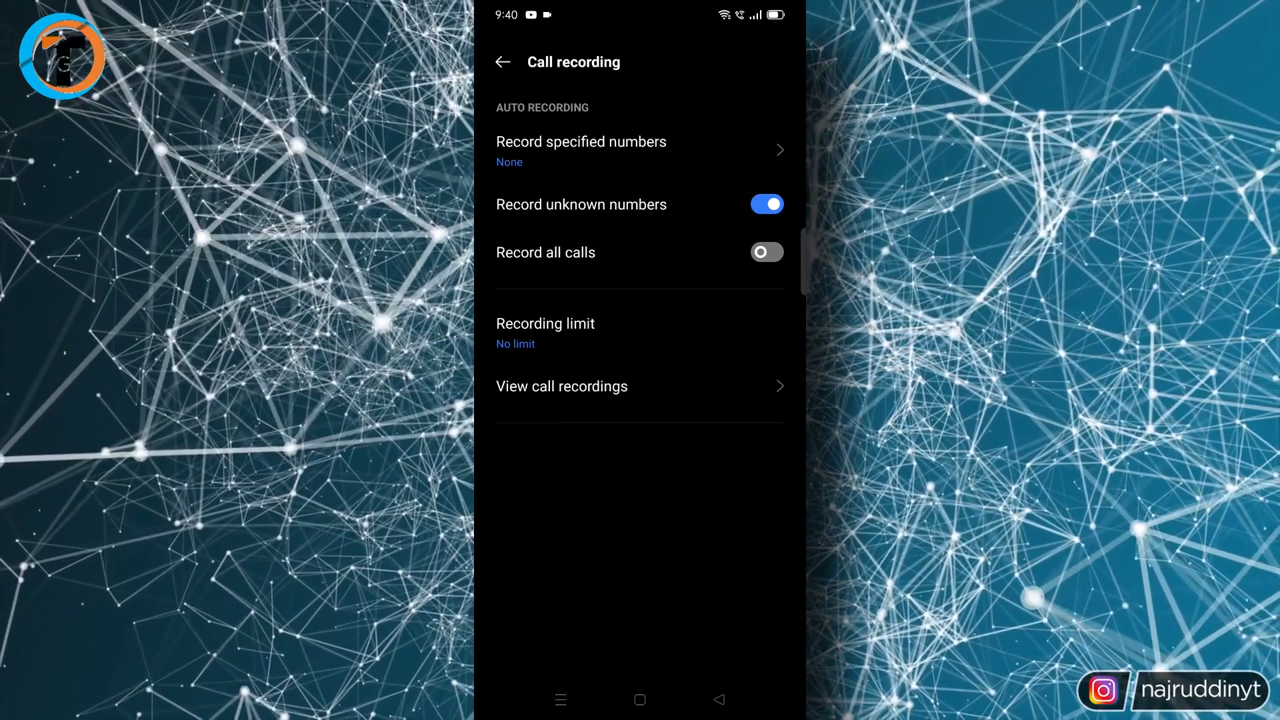 9:40
Call recording
AUTO RECORDING
Record specified numbers
None
Record unknown numbers
Record all calls
Recording limit
No limit
View call recordings
G
najruddinyt